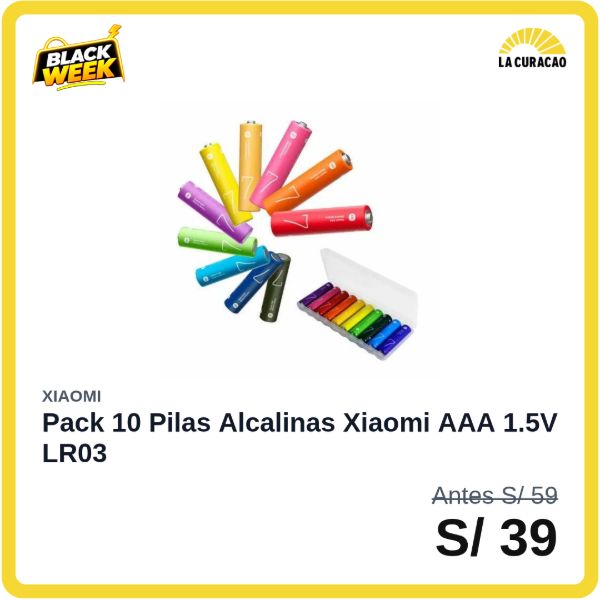 BLACK
WEEK
LA CURACAO
XIAOMI
Pack 10 Pilas Alcalinas Xiaomi AAA 1.5V
LR03
Antes S/ 59
S/ 39